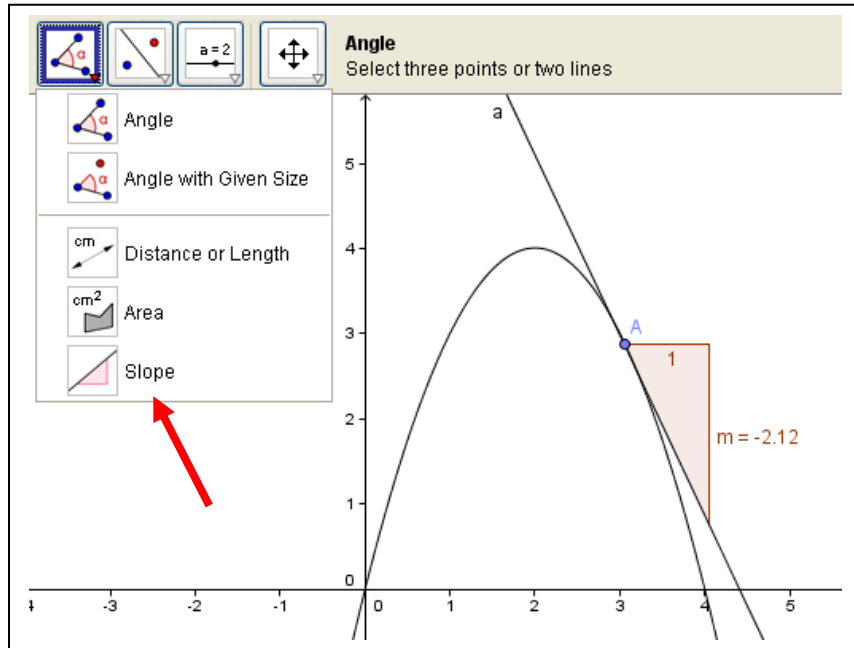 α
a = 2
Angle
Select three points or two lines
α Angle
α Angle with Given Size
cm Distance or Length
cm² Area
Slope
a
5
4
3
2
1
0
A
1
m = -2.12
4
-3
-2
-1
0
1
2
3
4
5